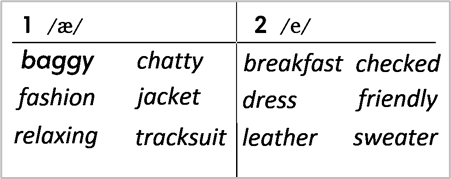 1 /æ/ 2 /e/
baggy chatty breakfast checked
fashion jacket dress friendly
relaxing tracksuit leather sweater